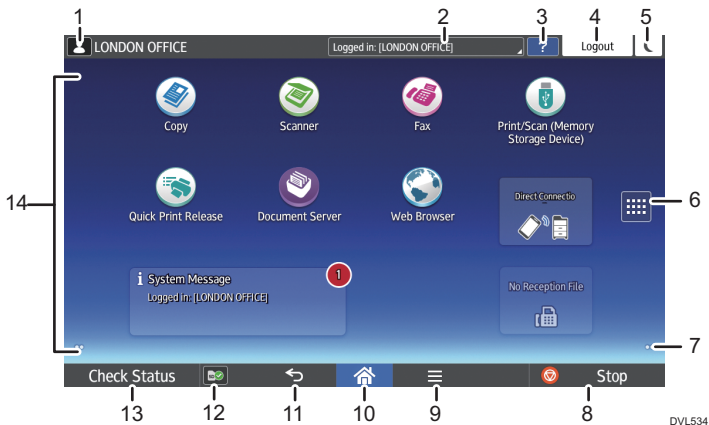 1
2
3
4
5
LONDON OFFICE
Logged in: [LONDON OFFICE]
?
Logout
Copy
Scanner
Fax
Print/Scan (Memory
Storage Device)
14
Quick Print Release
Document Server
Web Browser
Direct Connectio
6
System Message
1
Logged in: [LONDON OFFICE]
No Reception File
7
Check Status
Stop
13
12
11
10
9
8
DVL534